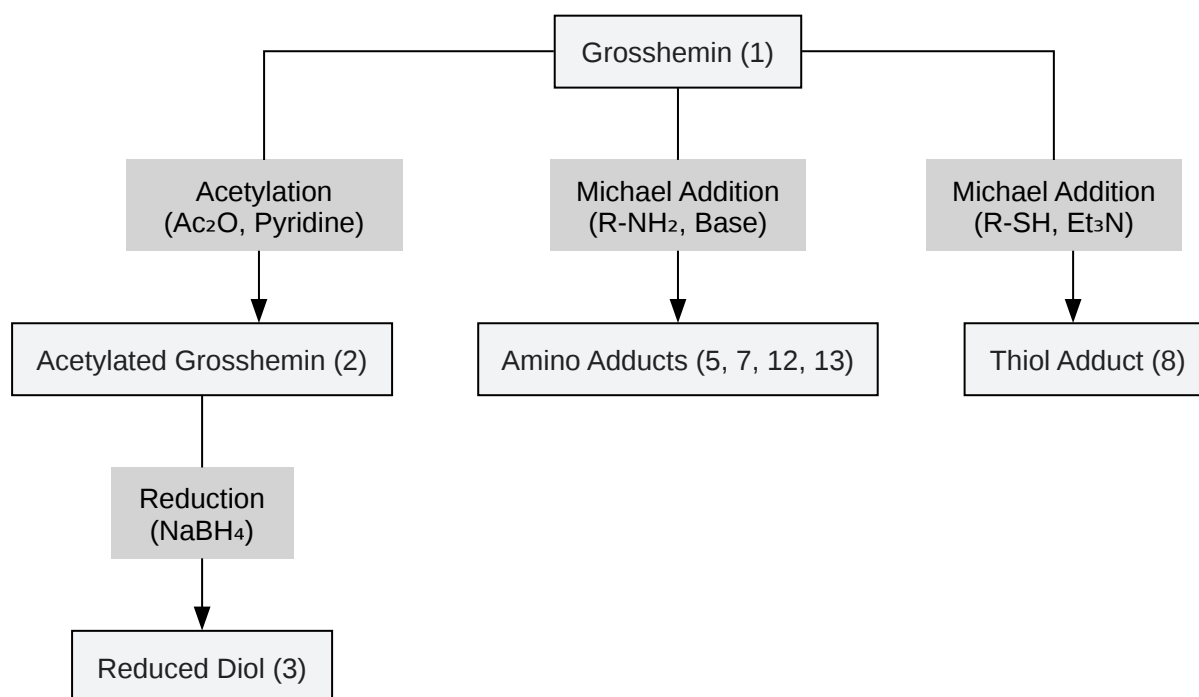 Grosshemin (1)
Acetylation
(Ac₂O, Pyridine)
Michael Addition
(R-NH₂, Base)
Michael Addition
(R-SH, Et₃N)
Acetylated Grosshemin (2)
Amino Adducts (5, 7, 12, 13)
Thiol Adduct (8)
Reduction
(NaBH₄)
Reduced Diol (3)